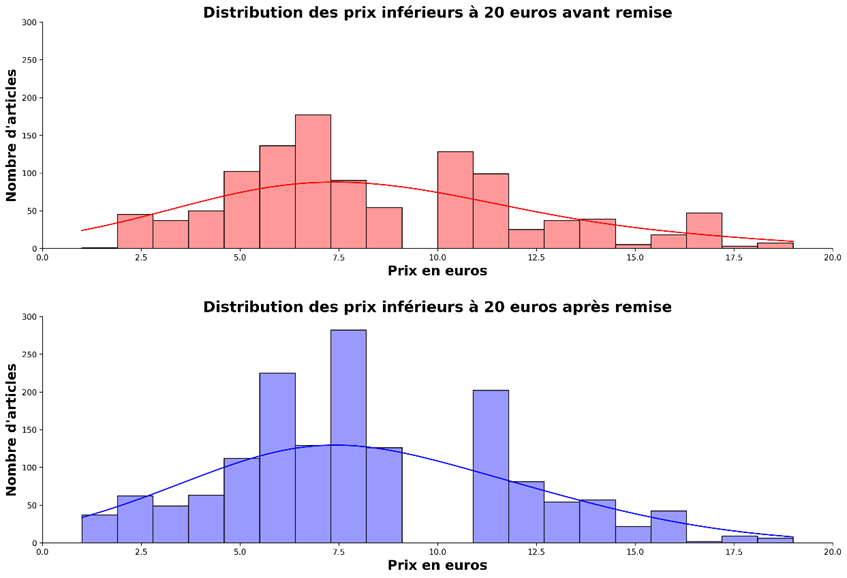 Distribution des prix inférieurs à 20 euros avant remise
300
250
200
150
100
50
0
Nombre d'articles
0.0 2.5 5.0 7.5 10.0 12.5 15.0 17.5 20.0
Prix en euros
Distribution des prix inférieurs à 20 euros après remise
300
250
200
150
100
50
0
Nombre d'articles
0.0 2.5 5.0 7.5 10.0 12.5 15.0 17.5 20.0
Prix en euros